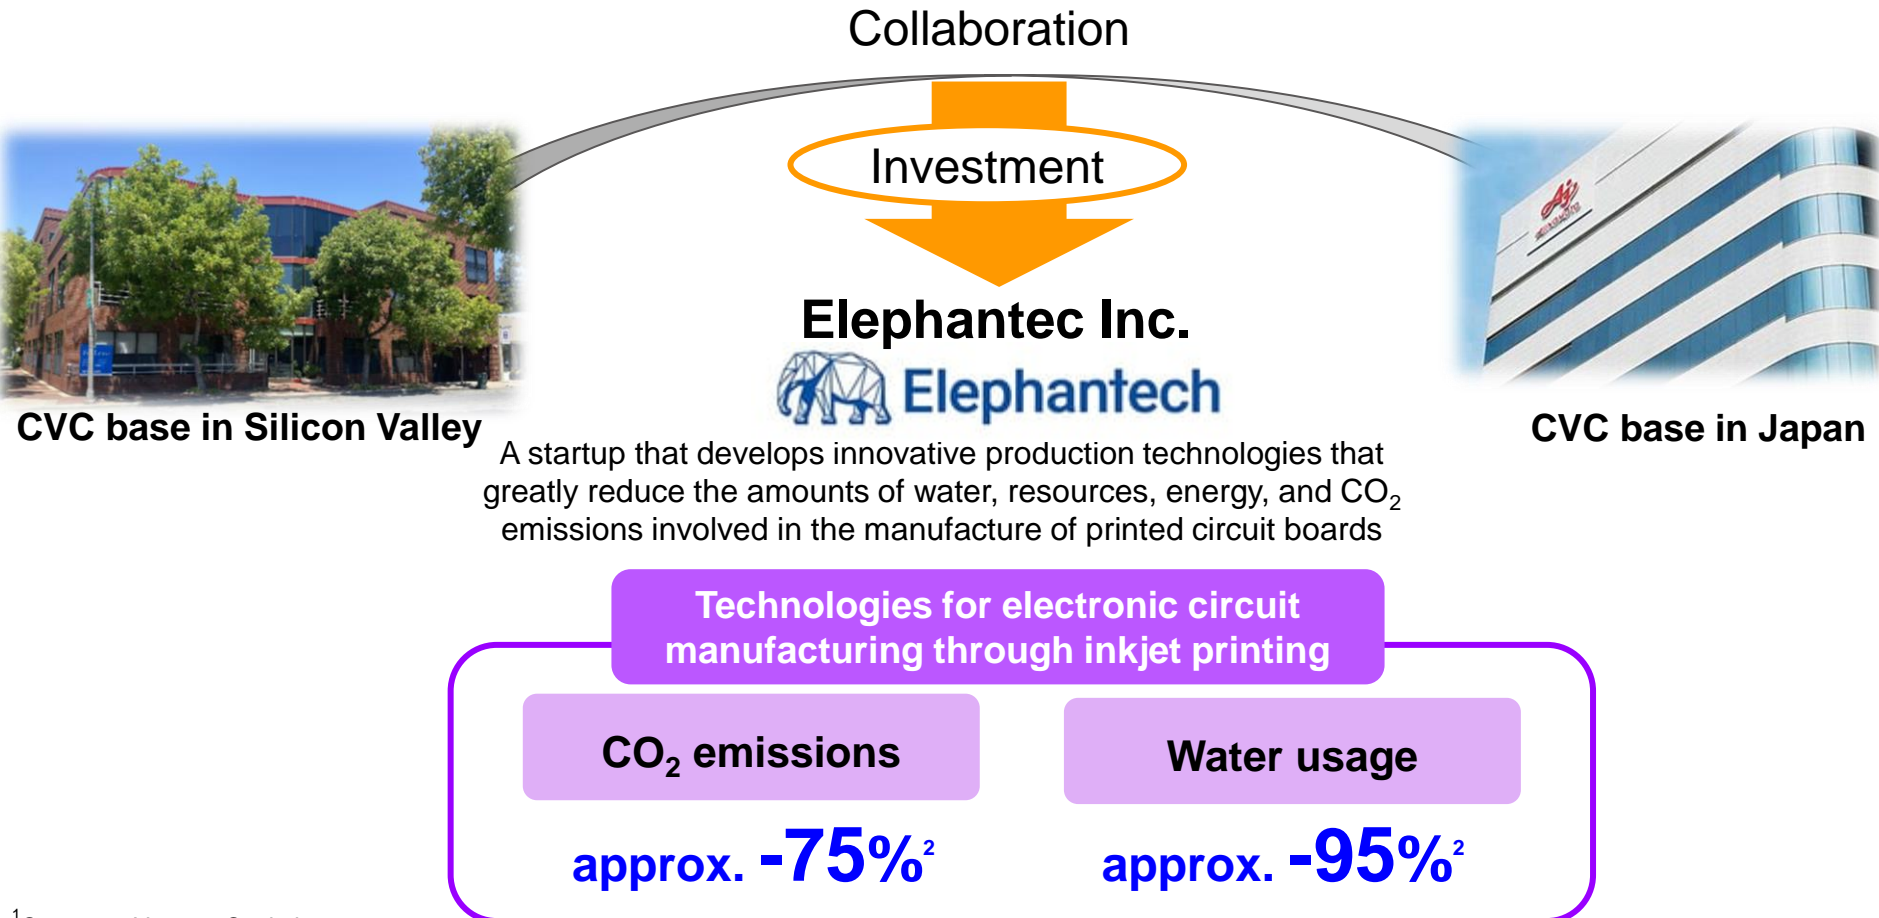 Collaboration
Investment
Elephantec Inc.
Elephantech
CVC base in Silicon Valley
CVC base in Japan
A startup that develops innovative production technologies that
greatly reduce the amounts of water, resources, energy, and CO₂
emissions involved in the manufacture of printed circuit boards
Technologies for electronic circuit
manufacturing through inkjet printing
CO₂ emissions
Water usage
approx. -75%²
approx. -95%²